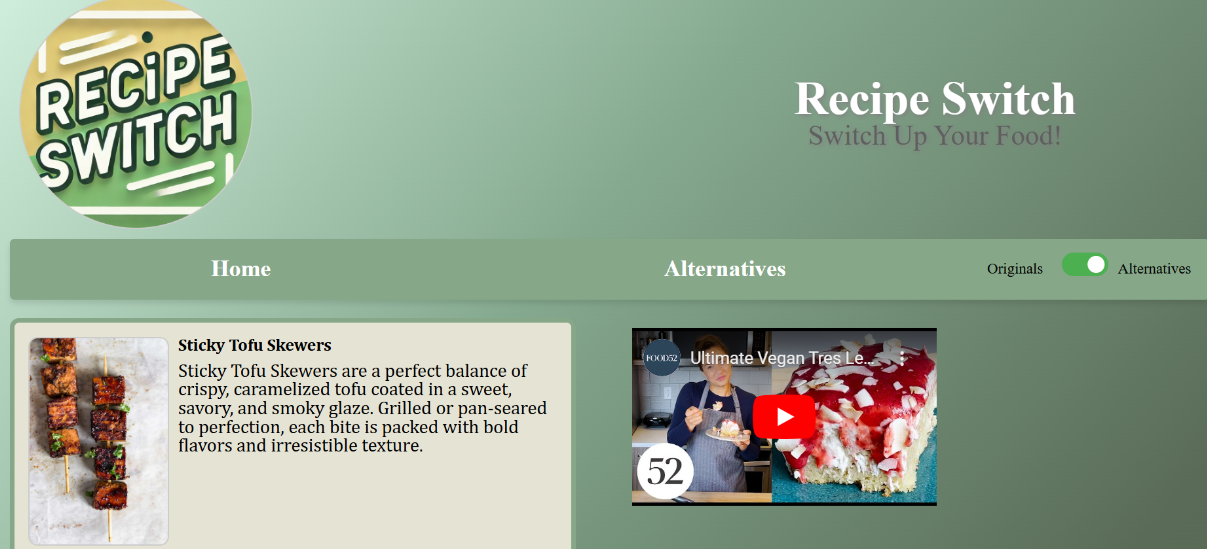 RECiPE
SWITCH
Recipe Switch
Switch Up Your Food!
Home
Alternatives
Originals
Alternatives
Sticky Tofu Skewers
Sticky Tofu Skewers are a perfect balance of
crispy, caramelized tofu coated in a sweet,
savory, and smoky glaze. Grilled or pan-seared
to perfection, each bite is packed with bold
flavors and irresistible texture.
FOOD52
Ultimate Vegan Tres Le...
52